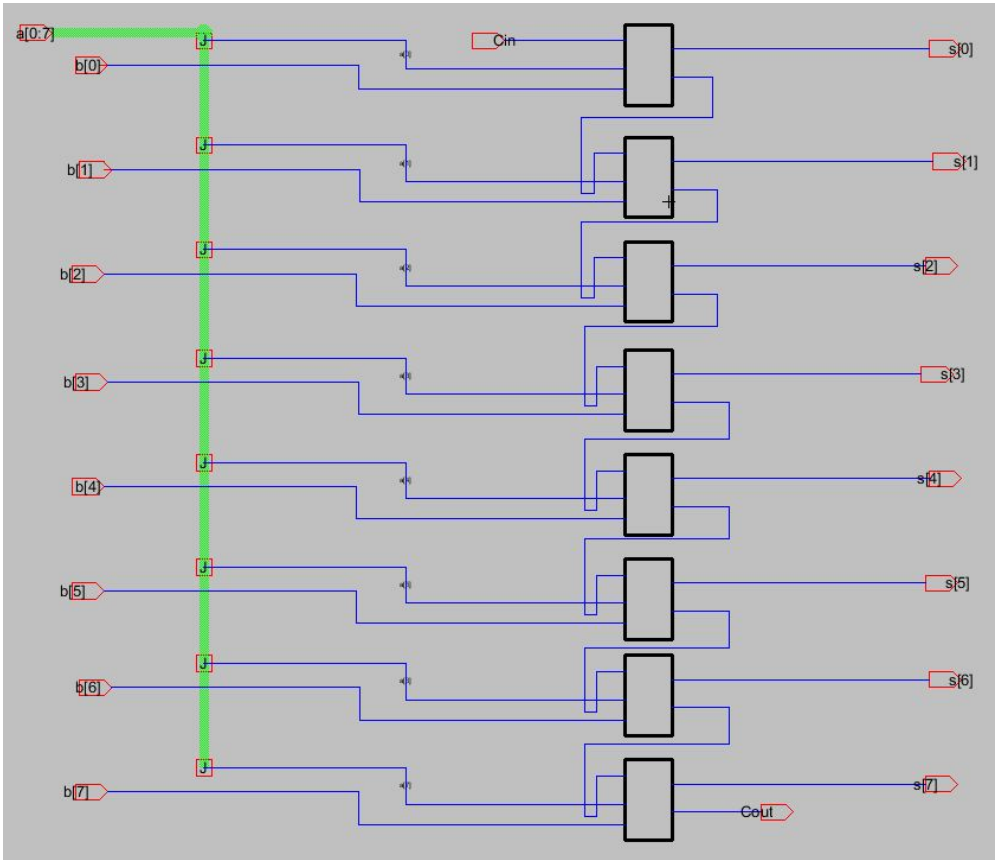 a[0:7]
J
Cin
s[0]
b[0]
J
s[1]
b[1]
J
s[2]
b[2]
J
s[3]
b[3]
J
s[4]
b[4]
J
s[5]
b[5]
J
s[6]
b[6]
J
s[7]
b[7]
Cout